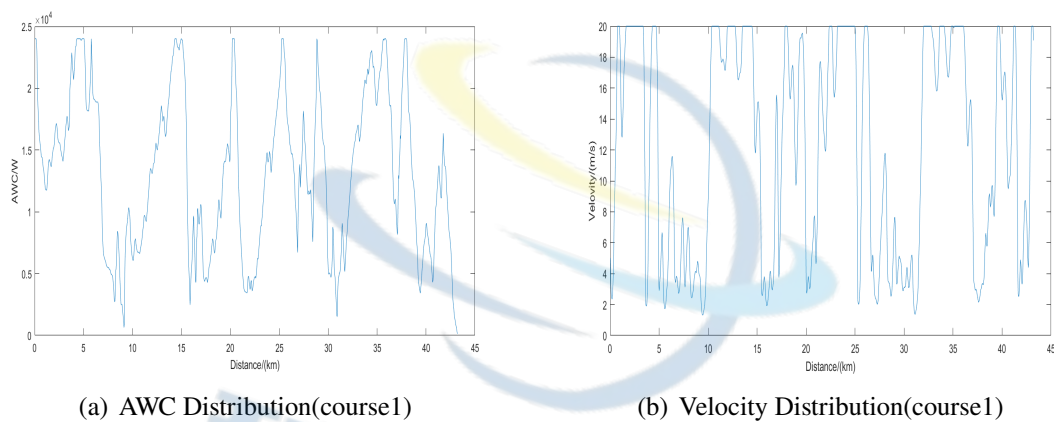 ×10⁴
2.5
2
1.5
1
0.5
0
AWC/W
0 5 10 15 20 25 30 35 40 45
Distance/(km)
(a) AWC Distribution(course1)
20
18
16
14
12
10
8
6
4
2
0
Velovity/(m/s)
0 5 10 15 20 25 30 35 40 45
Distance/(km)
(b) Velocity Distribution(course1)